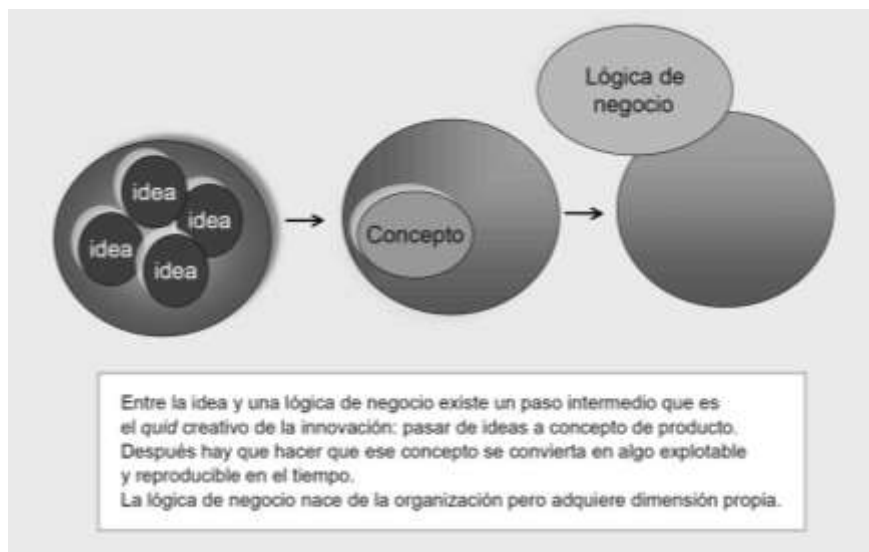 Lógica de
negocio
idea
idea
idea
idea
Concepto
Entre la idea y una lógica de negocio existe un paso intermedio que es
el quid creativo de la innovación: pasar de ideas a concepto de producto.
Después hay que hacer que ese concepto se convierta en algo explotable
y reproducible en el tiempo.
La lógica de negocio nace de la organización pero adquiere dimensión propia.